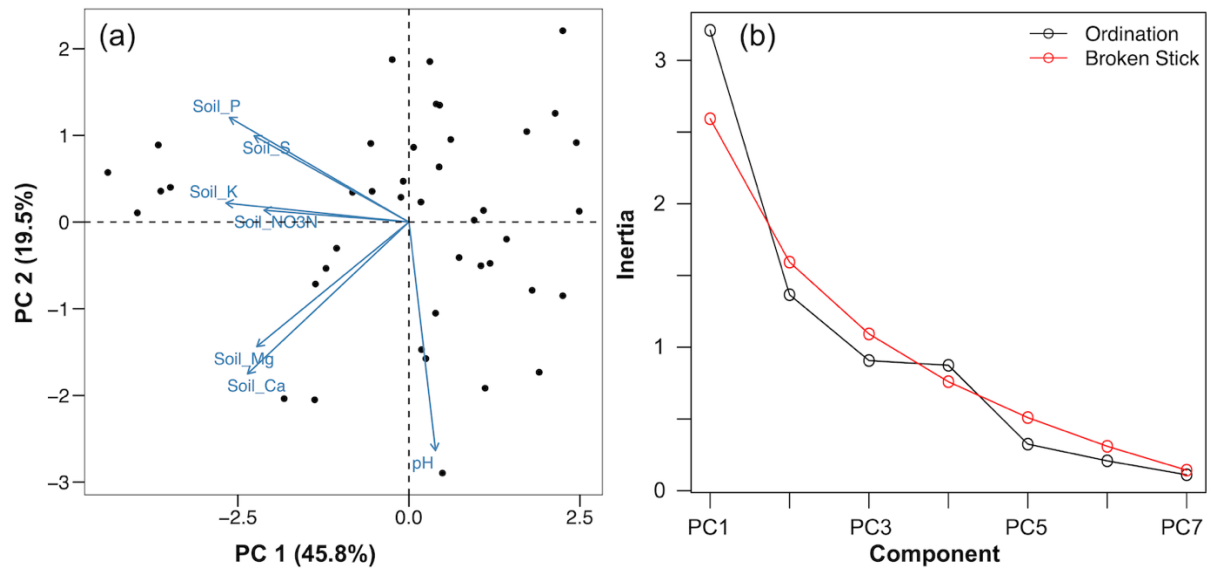 (a)
2
1
0
−1
−2
−3
PC 2 (19.5%)
Soil_P
Soil_S
Soil_K
Soil_NO3N
Soil_Mg
Soil_Ca
pH
−2.5
0.0
2.5
PC 1 (45.8%)
(b)
Ordination
Broken Stick
3
2
1
0
Inertia
PC1
PC3
PC5
PC7
Component